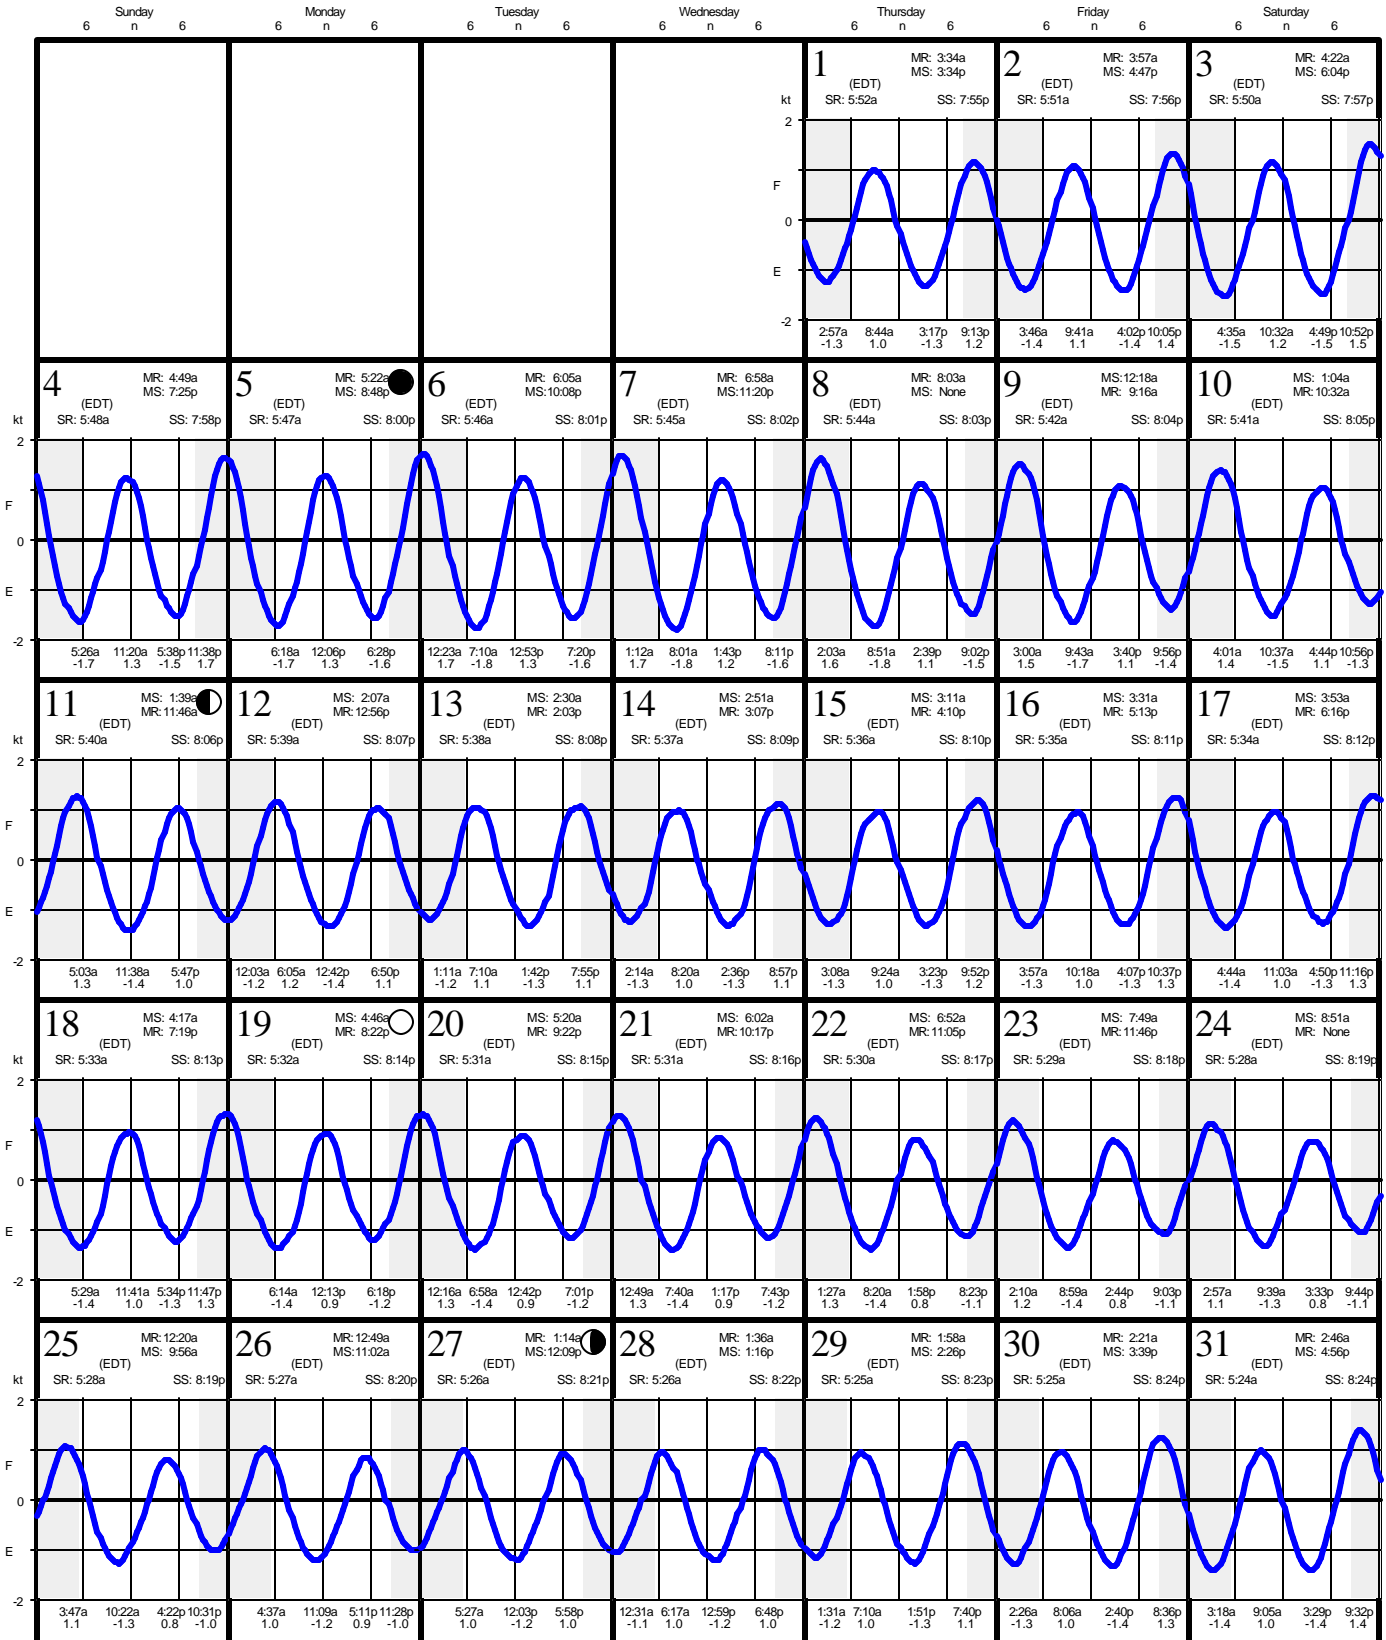 Sunday Monday Tuesday Wednesday Thursday Friday Saturday
6 n 6 6 n 6 6 n 6 6 n 6 6 n 6 6 n 6 6 n 6
1 MR: 3:34a 2 MR: 3:57a 3 MR: 4:22a
MS: 3:34p MS: 4:47p MS: 6:04p
(EDT) (EDT) (EDT)
kt SR: 5:52a SS: 7:55p SR: 5:51a SS: 7:56p SR: 5:50a SS: 7:57p
2
F
0
E
-2
2:57a 8:44a 3:17p 9:13p 3:46a 9:41a 4:02p 10:05p 4:35a 10:32a 4:49p 10:52p
-1.3 1.0 -1.3 1.2 -1.4 1.1 -1.4 1.4 -1.5 1.2 -1.5 1.5
4 MR: 4:49a 5 MR: 5:22a 6 MR: 6:05a 7 MR: 6:58a 8 MR: 8:03a 9 MS:12:18a 10 MS: 1:04a
MS: 7:25p MS: 8:48p MS:10:08p MS:11:20p MS: None MR: 9:16a MR:10:32a
(EDT) (EDT) (EDT) (EDT) (EDT) (EDT) (EDT)
kt SR: 5:48a SS: 7:58p SR: 5:47a SS: 8:00p SR: 5:46a SS: 8:01p SR: 5:45a SS: 8:02p SR: 5:44a SS: 8:03p SR: 5:42a SS: 8:04p SR: 5:41a SS: 8:05p
2
F
0
E
-2
5:26a 11:20a 5:38p 11:38p 6:18a 12:06p 6:28p 12:23a 7:10a 12:53p 7:20p 1:12a 8:01a 1:43p 8:11p 2:03a 8:51a 2:39p 9:02p 3:00a 9:43a 3:40p 9:56p 4:01a 10:37a 4:44p 10:56p
-1.7 1.3 -1.5 1.7 -1.7 1.3 -1.6 1.7 -1.8 1.3 -1.6 1.7 -1.8 1.2 -1.6 1.6 -1.8 1.1 -1.5 1.5 -1.7 1.1 -1.4 1.4 -1.5 1.1 -1.3
11 MS: 1:39a 12 MS: 2:07a 13 MS: 2:30a 14 MS: 2:51a 15 MS: 3:11a 16 MS: 3:31a 17 MS: 3:53a
MR:11:46a MR:12:56p MR: 2:03p MR: 3:07p MR: 4:10p MR: 5:13p MR: 6:16p
(EDT) (EDT) (EDT) (EDT) (EDT) (EDT) (EDT)
kt SR: 5:40a SS: 8:06p SR: 5:39a SS: 8:07p SR: 5:38a SS: 8:08p SR: 5:37a SS: 8:09p SR: 5:36a SS: 8:10p SR: 5:35a SS: 8:11p SR: 5:34a SS: 8:12p
2
F
0
E
-2
5:03a 11:38a 5:47p 12:03a 6:05a 12:42p 6:50p 1:11a 7:10a 1:42p 7:55p 2:14a 8:20a 2:36p 8:57p 3:08a 9:24a 3:23p 9:52p 3:57a 10:18a 4:07p 10:37p 4:44a 11:03a 4:50p 11:16p
1.3 -1.4 1.0 -1.2 1.2 -1.4 1.1 -1.2 1.1 -1.3 1.1 -1.3 1.0 -1.3 1.1 -1.3 1.0 -1.3 1.2 -1.3 1.0 -1.3 1.3 -1.4 1.0 -1.3 1.3
18 MS: 4:17a 19 MS: 4:46a 20 MS: 5:20a 21 MS: 6:02a 22 MS: 6:52a 23 MS: 7:49a 24 MS: 8:51a
MR: 7:19p MR: 8:22p MR: 9:22p MR:10:17p MR:11:05p MR:11:46p MR: None
(EDT) (EDT) (EDT) (EDT) (EDT) (EDT) (EDT)
kt SR: 5:33a SS: 8:13p SR: 5:32a SS: 8:14p SR: 5:31a SS: 8:15p SR: 5:31a SS: 8:16p SR: 5:30a SS: 8:17p SR: 5:29a SS: 8:18p SR: 5:28a SS: 8:19p
2
F
0
E
-2
5:29a 11:41a 5:34p 11:47p 6:14a 12:13p 6:18p 12:16a 6:58a 12:42p 7:01p 12:49a 7:40a 1:17p 7:43p 1:27a 8:20a 1:58p 8:23p 2:10a 8:59a 2:44p 9:03p 2:57a 9:39a 3:33p 9:44p
-1.4 1.0 -1.3 1.3 -1.4 0.9 -1.2 1.3 -1.4 0.9 -1.2 1.3 -1.4 0.9 -1.2 1.3 -1.4 0.8 -1.1 1.2 -1.4 0.8 -1.1 1.1 -1.3 0.8 -1.1
25 MR:12:20a 26 MR:12:49a 27 MR: 1:14a 28 MR: 1:36a 29 MR: 1:58a 30 MR: 2:21a 31 MR: 2:46a
MS: 9:56a MS:11:02a MS:12:09p MS: 1:16p MS: 2:26p MS: 3:39p MS: 4:56p
(EDT) (EDT) (EDT) (EDT) (EDT) (EDT) (EDT)
kt SR: 5:28a SS: 8:19p SR: 5:27a SS: 8:20p SR: 5:26a SS: 8:21p SR: 5:26a SS: 8:22p SR: 5:25a SS: 8:23p SR: 5:25a SS: 8:24p SR: 5:24a SS: 8:24p
2
F
0
E
-2
3:47a 10:22a 4:22p 10:31p 4:37a 11:09a 5:11p 11:28p 5:27a 12:03p 5:58p 12:31a 6:17a 12:59p 6:48p 1:31a 7:10a 1:51p 7:40p 2:26a 8:06a 2:40p 8:36p 3:18a 9:05a 3:29p 9:32p
1.1 -1.3 0.8 -1.0 1.0 -1.2 0.9 -1.0 1.0 -1.2 1.0 -1.1 1.0 -1.2 1.0 -1.2 1.0 -1.3 1.1 -1.3 1.0 -1.4 1.3 -1.4 1.0 -1.4 1.4